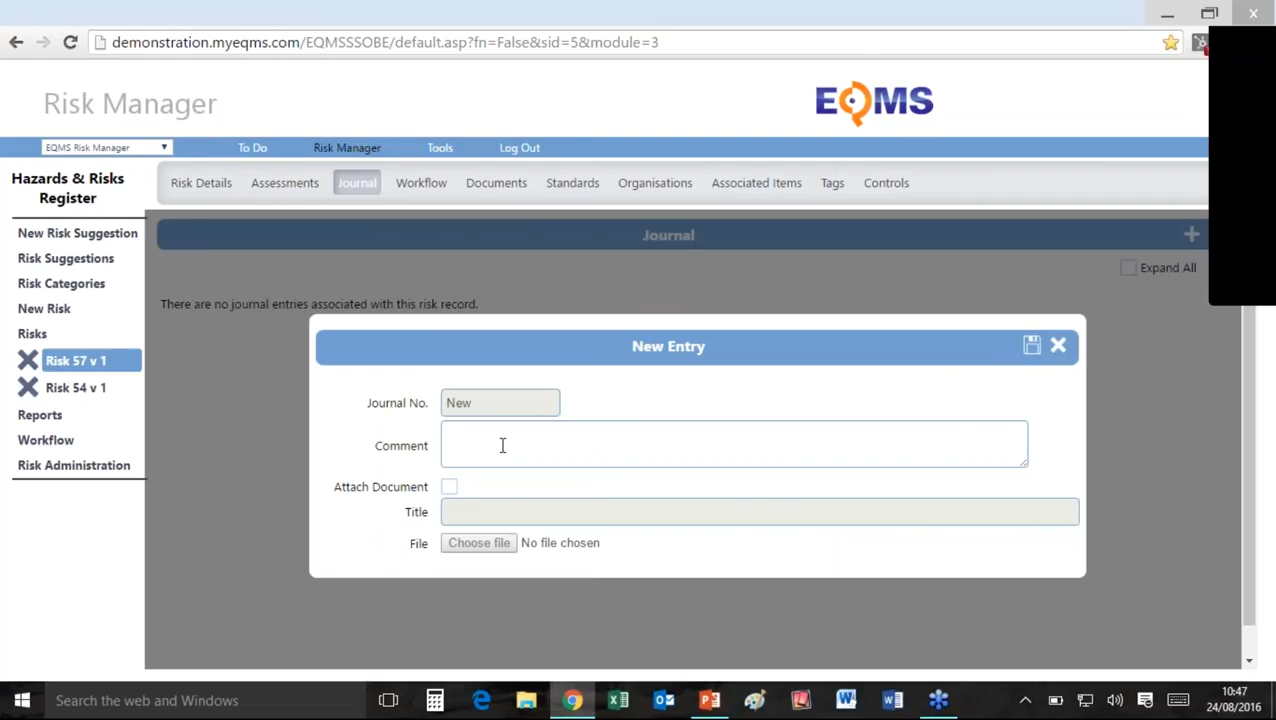 demonstration.myeqms.com/EQMSSSOBE/default.asp?fn=False&sid=5&module=3
Risk Manager
EQMS
EQMS Risk Manager
To Do
Risk Manager
Tools
Log Out
Hazards & Risks
Register
Risk Details
Assessments
Journal
Workflow
Documents
Standards
Organisations
Associated Items
Tags
Controls
New Risk Suggestion
Risk Suggestions
Risk Categories
New Risk
Risks
Risk 57 v 1
Risk 54 v 1
Reports
Workflow
Risk Administration
Journal
Expand All
There are no journal entries associated with this risk record.
New Entry
Journal No.
New
Comment
Attach Document
Title
File
Choose file
No file chosen
Search the web and Windows
10:47
24/08/2016